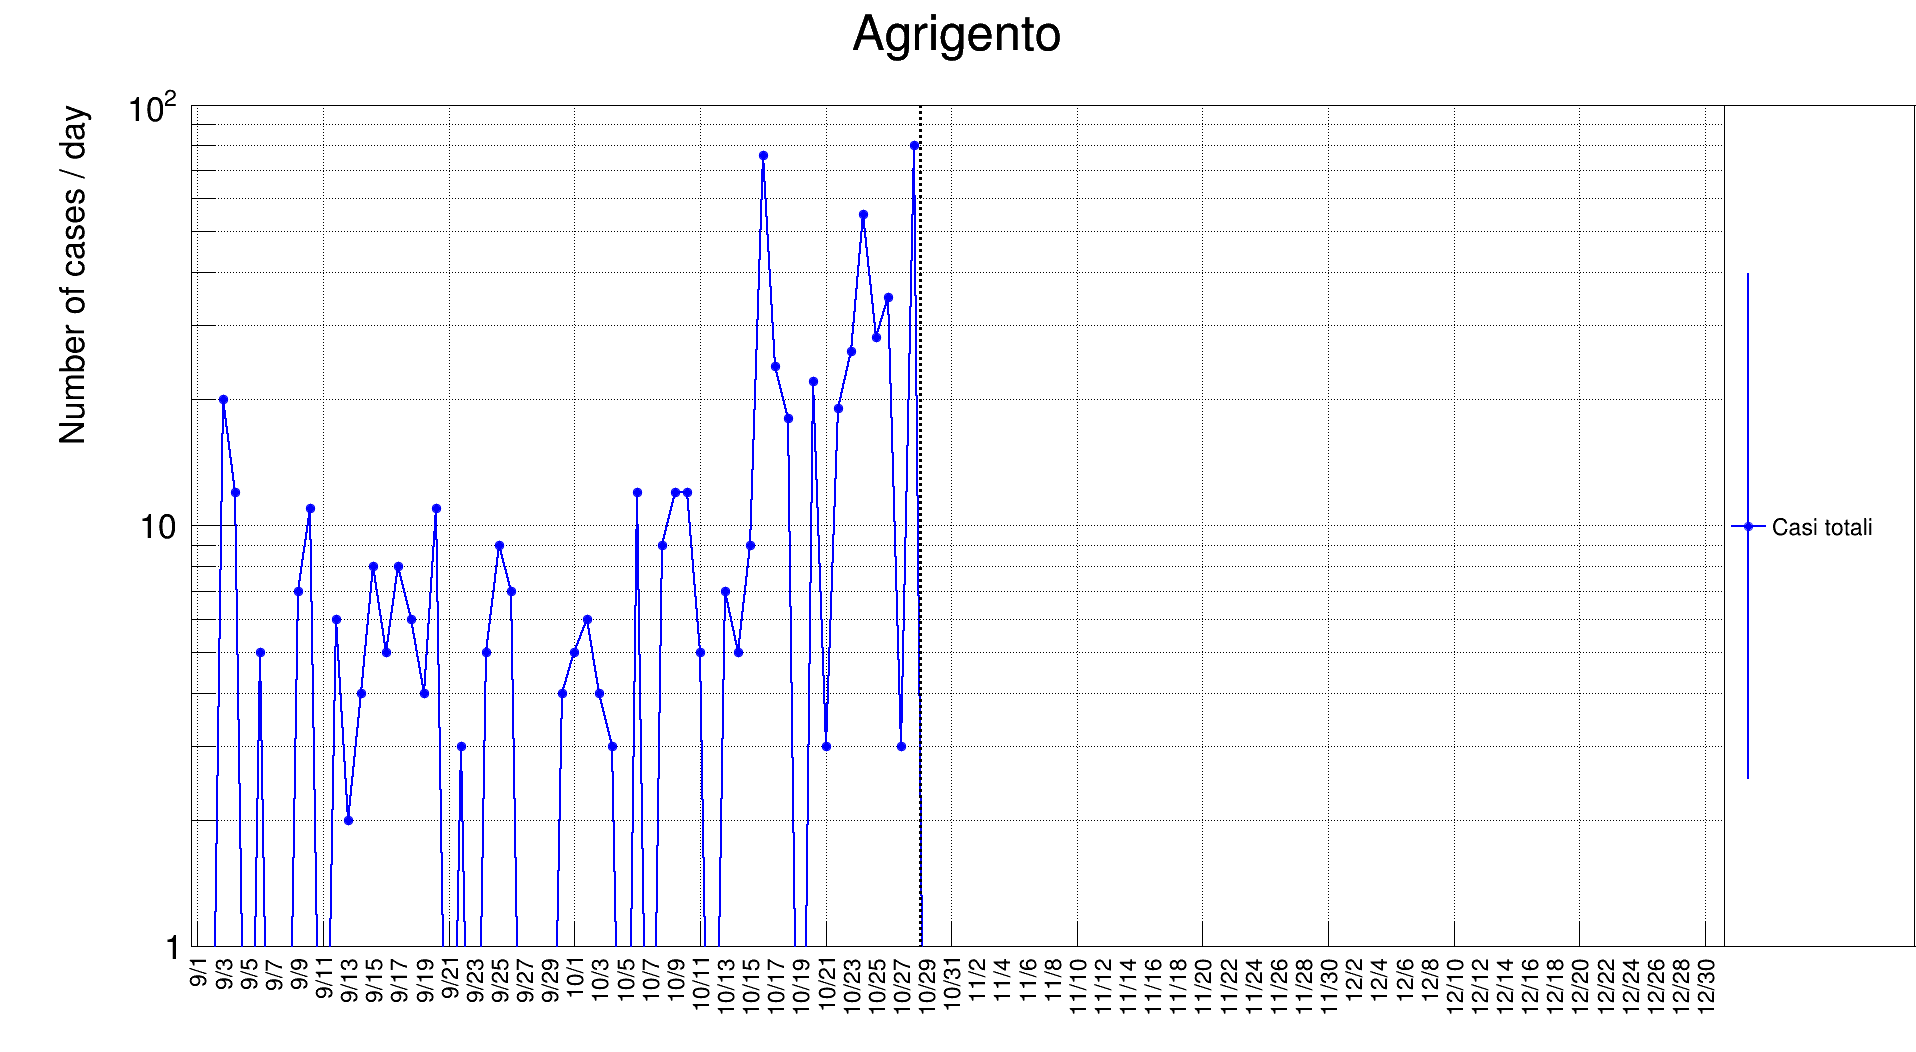 Agrigento
Number of cases / day
10²
10
1
9/1 9/3 9/5 9/7 9/9 9/11 9/13 9/15 9/17 9/19 9/21 9/23 9/25 9/27 9/29 10/1 10/3 10/5 10/7 10/9 10/11 10/13 10/15 10/17 10/19 10/21 10/23 10/25 10/27 10/29 10/31 11/2 11/4 11/6 11/8 11/10 11/12 11/14 11/16 11/18 11/20 11/22 11/24 11/26 11/28 11/30 12/2 12/4 12/6 12/8 12/10 12/12 12/14 12/16 12/18 12/20 12/22 12/24 12/26 12/28 12/30
Casi totali